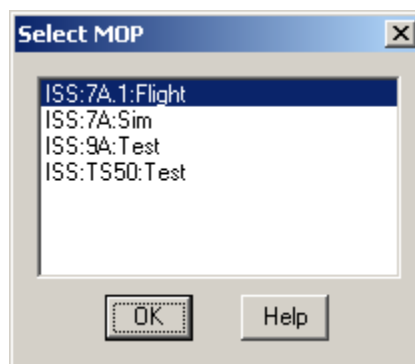 Select MOP
ISS:7A.1:Flight
ISS:7A:Sim
ISS:9A:Test
ISS:TS50:Test
OK
Help